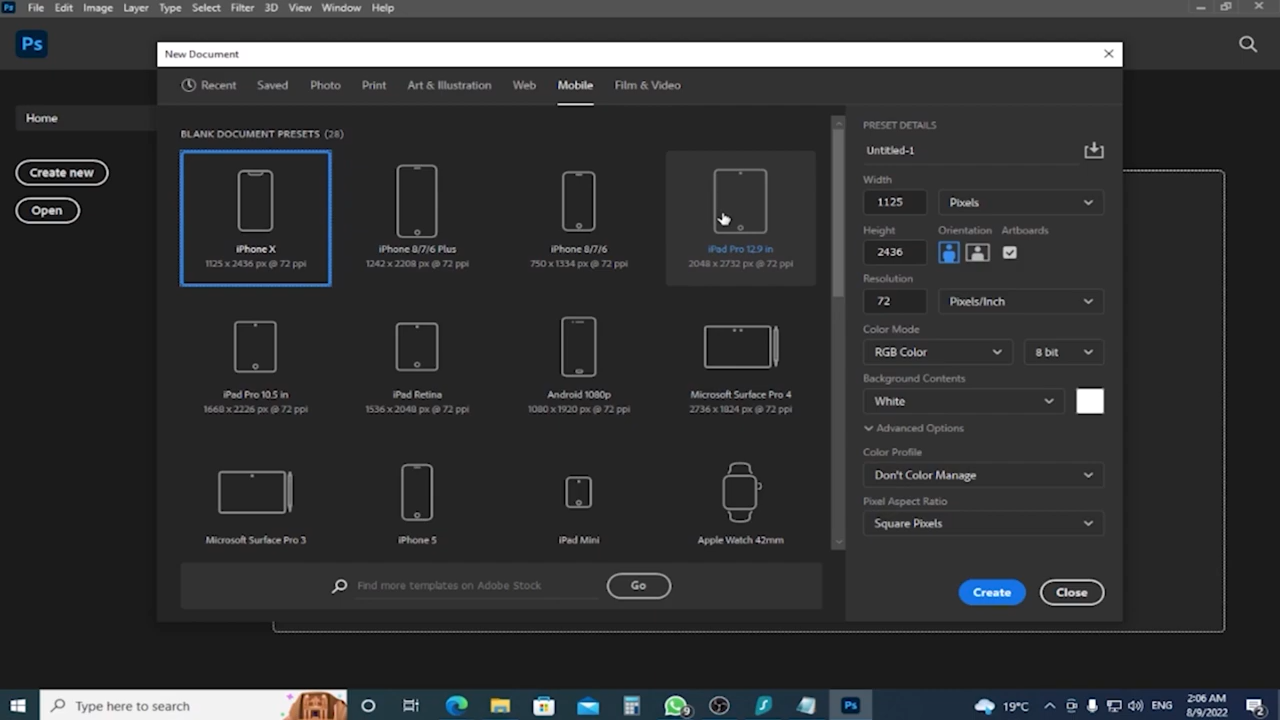 Ps File Edit Image Layer Type Select Filter 3D View Window Help
Ps
New Document
Recent Saved Photo Print Art & Illustration Web Mobile Film & Video
Home
Create new
Open
BLANK DOCUMENT PRESETS (28)
iPhone X
1125 x 2436 px @ 72 ppi
iPhone 8/7/6 Plus
1242 x 2208 px @ 72 ppi
iPhone 8/7/6
750 x 1334 px @ 72 ppi
iPad Pro 12.9 in
2048 x 2732 px @ 72 ppi
iPad Pro 10.5 in
1668 x 2226 px @ 72 ppi
iPad Retina
1536 x 2048 px @ 72 ppi
Android 1080p
1080 x 1920 px @ 72 ppi
Microsoft Surface Pro 4
2736 x 1824 px @ 72 ppi
Microsoft Surface Pro 3
iPhone 5
iPad Mini
Apple Watch 42mm
Find more templates on Adobe Stock
Go
PRESET DETAILS
Untitled-1
Width
1125 Pixels
Height Orientation Artboards
2436
Resolution
72 Pixels/Inch
Color Mode
RGB Color 8 bit
Background Contents
White
Advanced Options
Color Profile
Don't Color Manage
Pixel Aspect Ratio
Square Pixels
Create Close
Type here to search
9
Ps
19°C
ENG
2:06 AM
8/9/2022
2